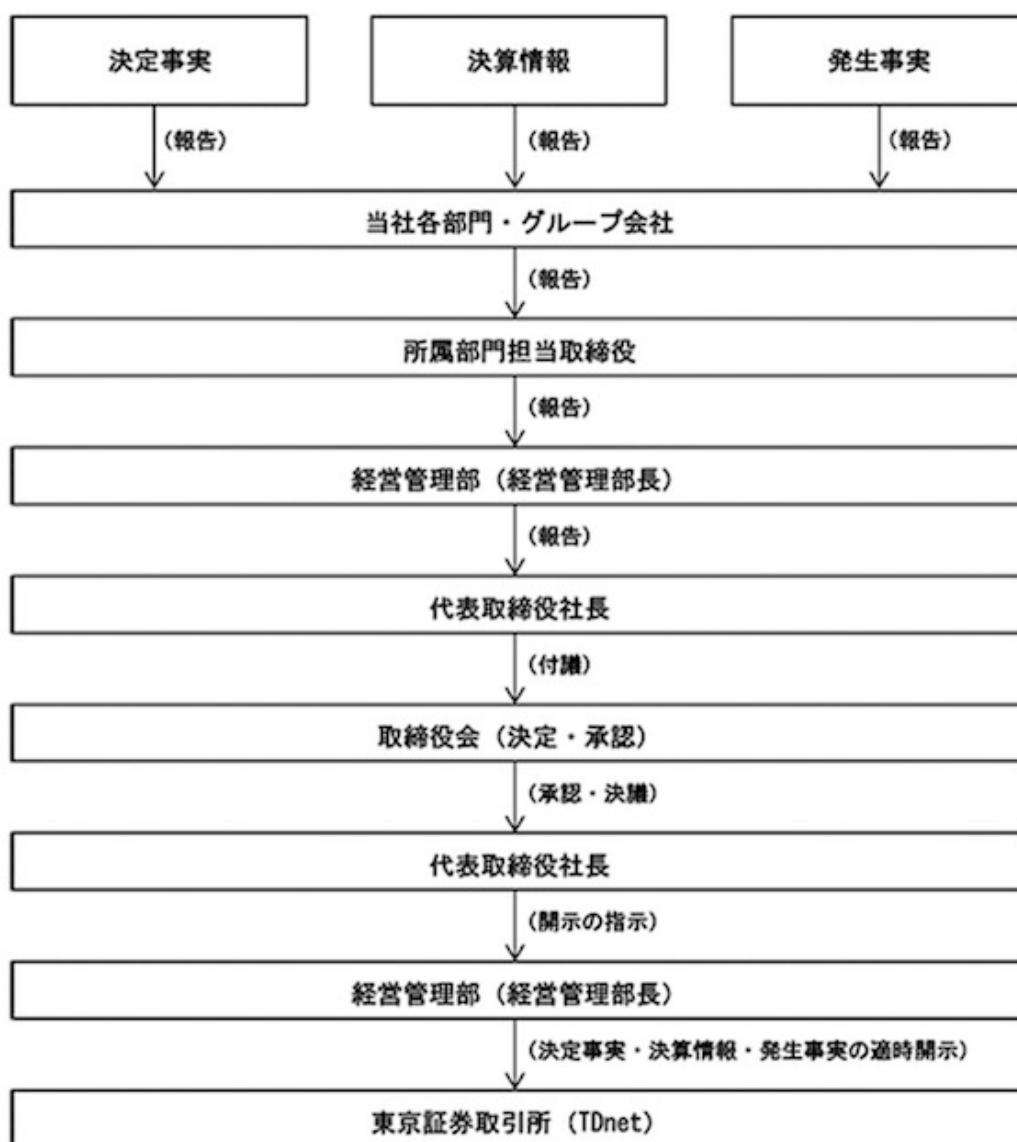 決定事実
決算情報
発生事実
(報告)
(報告)
(報告)
当社各部門・グループ会社
(報告)
所属部門担当取締役
(報告)
経営管理部（経営管理部長）
(報告)
代表取締役社長
(付議)
取締役会（決定・承認）
(承認・決議)
代表取締役社長
(開示の指示)
経営管理部（経営管理部長）
(決定事実・決算情報・発生事実の適時開示)
東京証券取引所（TDnet）